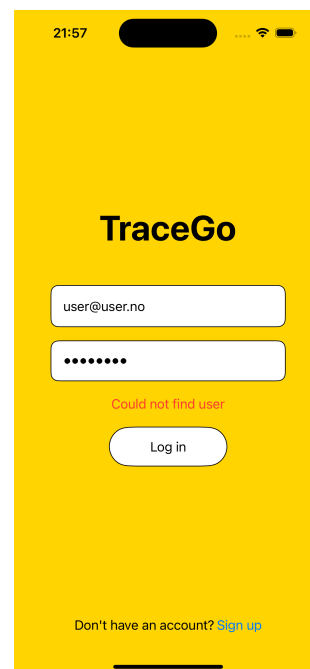 21:57
TraceGo
user@user.no
••••••••
Could not find user
Log in
Don't have an account? Sign up